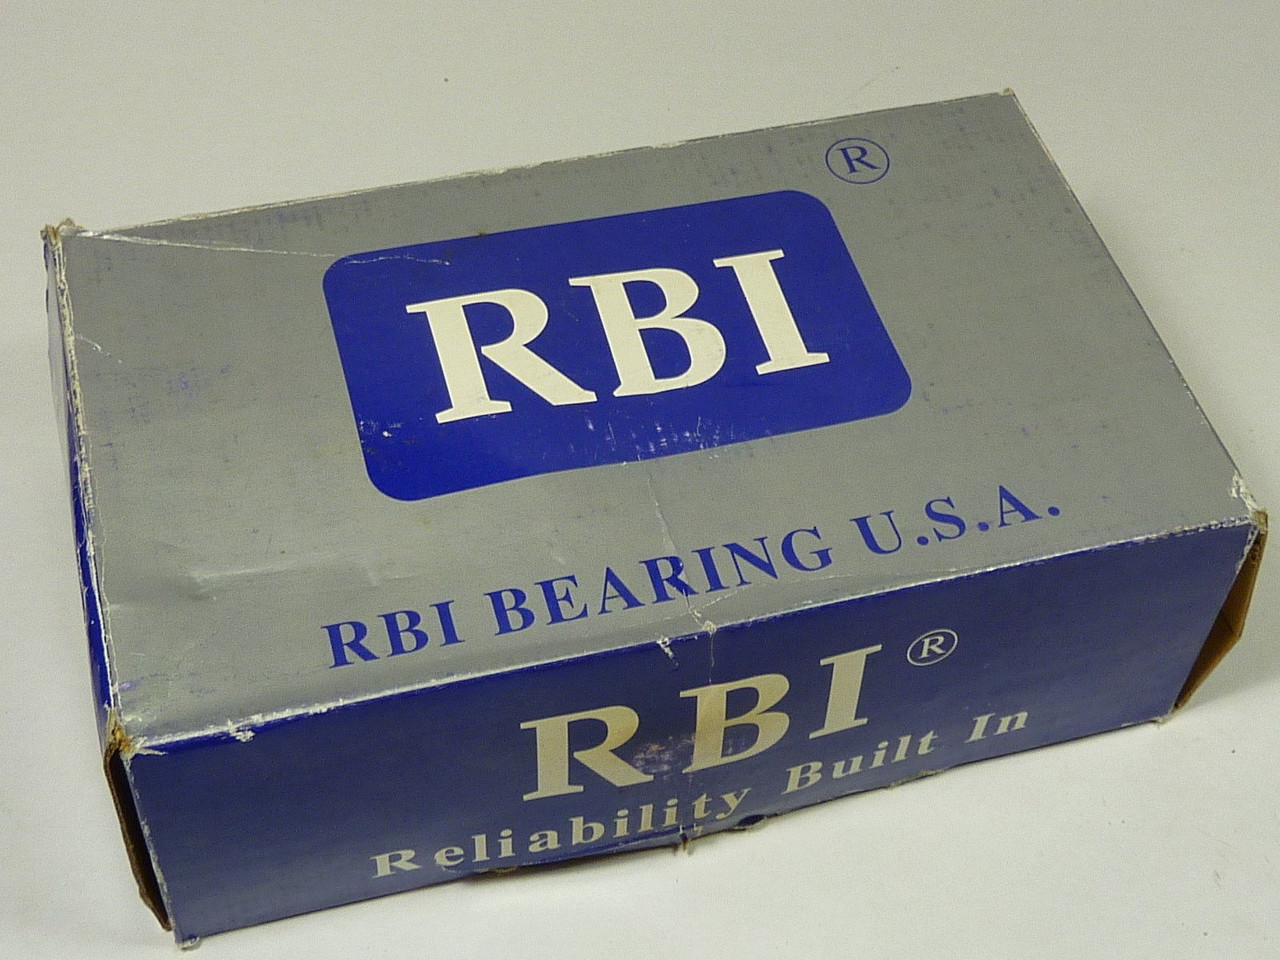 ®
RBI
RBI BEARING U.S.A.
RBI ®
Reliability Built In